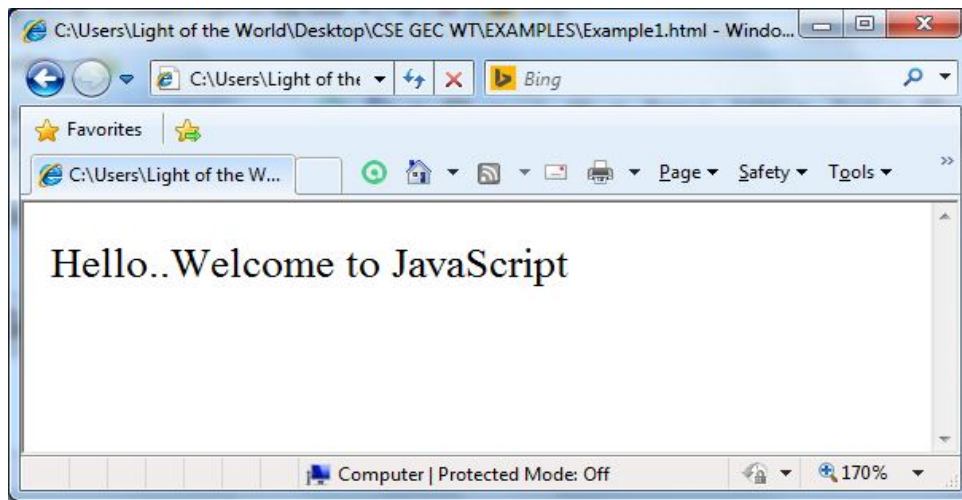 C:\Users\Light of the World\Desktop\CSE GEC WT\EXAMPLES\Example1.html - Windo...
C:\Users\Light of the Bing
Favorites
C:\Users\Light of the W... Page Safety Tools
Hello..Welcome to JavaScript
Computer | Protected Mode: Off 170%